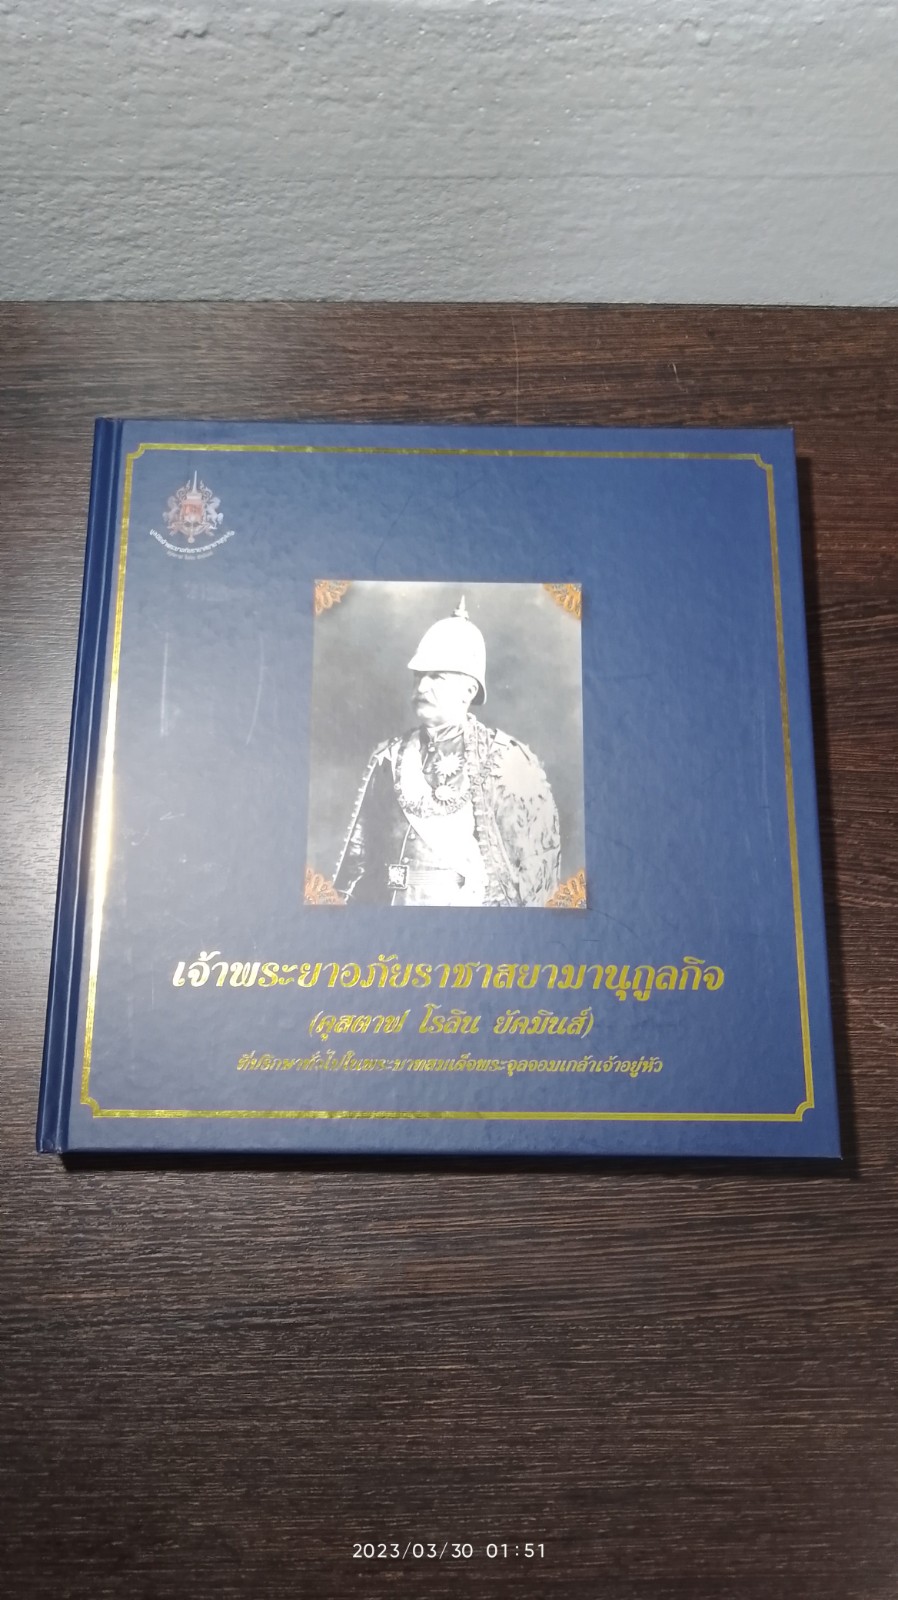 เจ้าพระยาอภัยราชาสยามานุกูลกิจ
(กุสตาฟ โรลิน ยัคมินส์)
ที่ปรึกษาทั่วไปในพระบาทสมเด็จพระจุลจอมเกล้าเจ้าอยู่หัว
2023/03/30 01:51